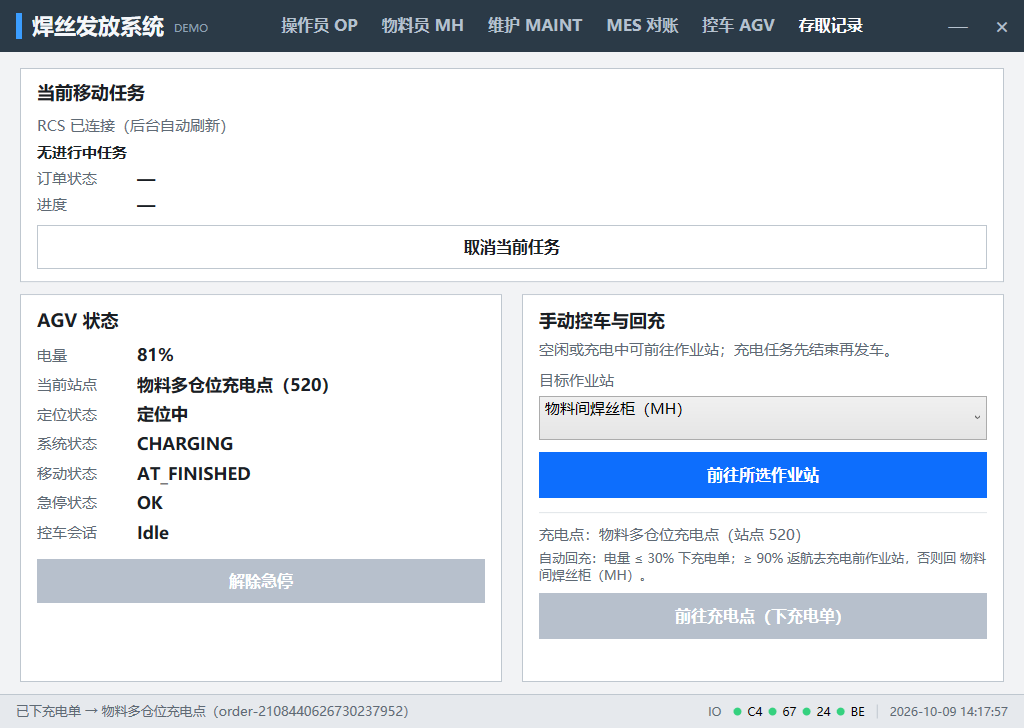 焊丝发放系统 DEMO 操作员 OP 物料员 MH 维护 MAINT MES 对账 控车 AGV 存取记录
当前移动任务
RCS 已连接（后台自动刷新）
无进行中任务
订单状态 —
进度 —
取消当前任务
AGV 状态
电量 81%
当前站点 物料多仓位充电点（520）
定位状态 定位中
系统状态 CHARGING
移动状态 AT_FINISHED
急停状态 OK
控车会话 Idle
解除急停
手动控车与回充
空闲或充电中可前往作业站；充电任务先结束再发车。
目标作业站
物料间焊丝柜（MH）
前往所选作业站
充电点：物料多仓位充电点（站点 520）
自动回充：电量 ≤ 30% 下充电单；≥ 90% 返航去充电前作业站，否则回 物料
间焊丝柜（MH）。
前往充电点（下充电单）
已下充电单 → 物料多仓位充电点（order-2108440626730237952）
IO C4 67 24 BE 2026-10-09 14:17:57